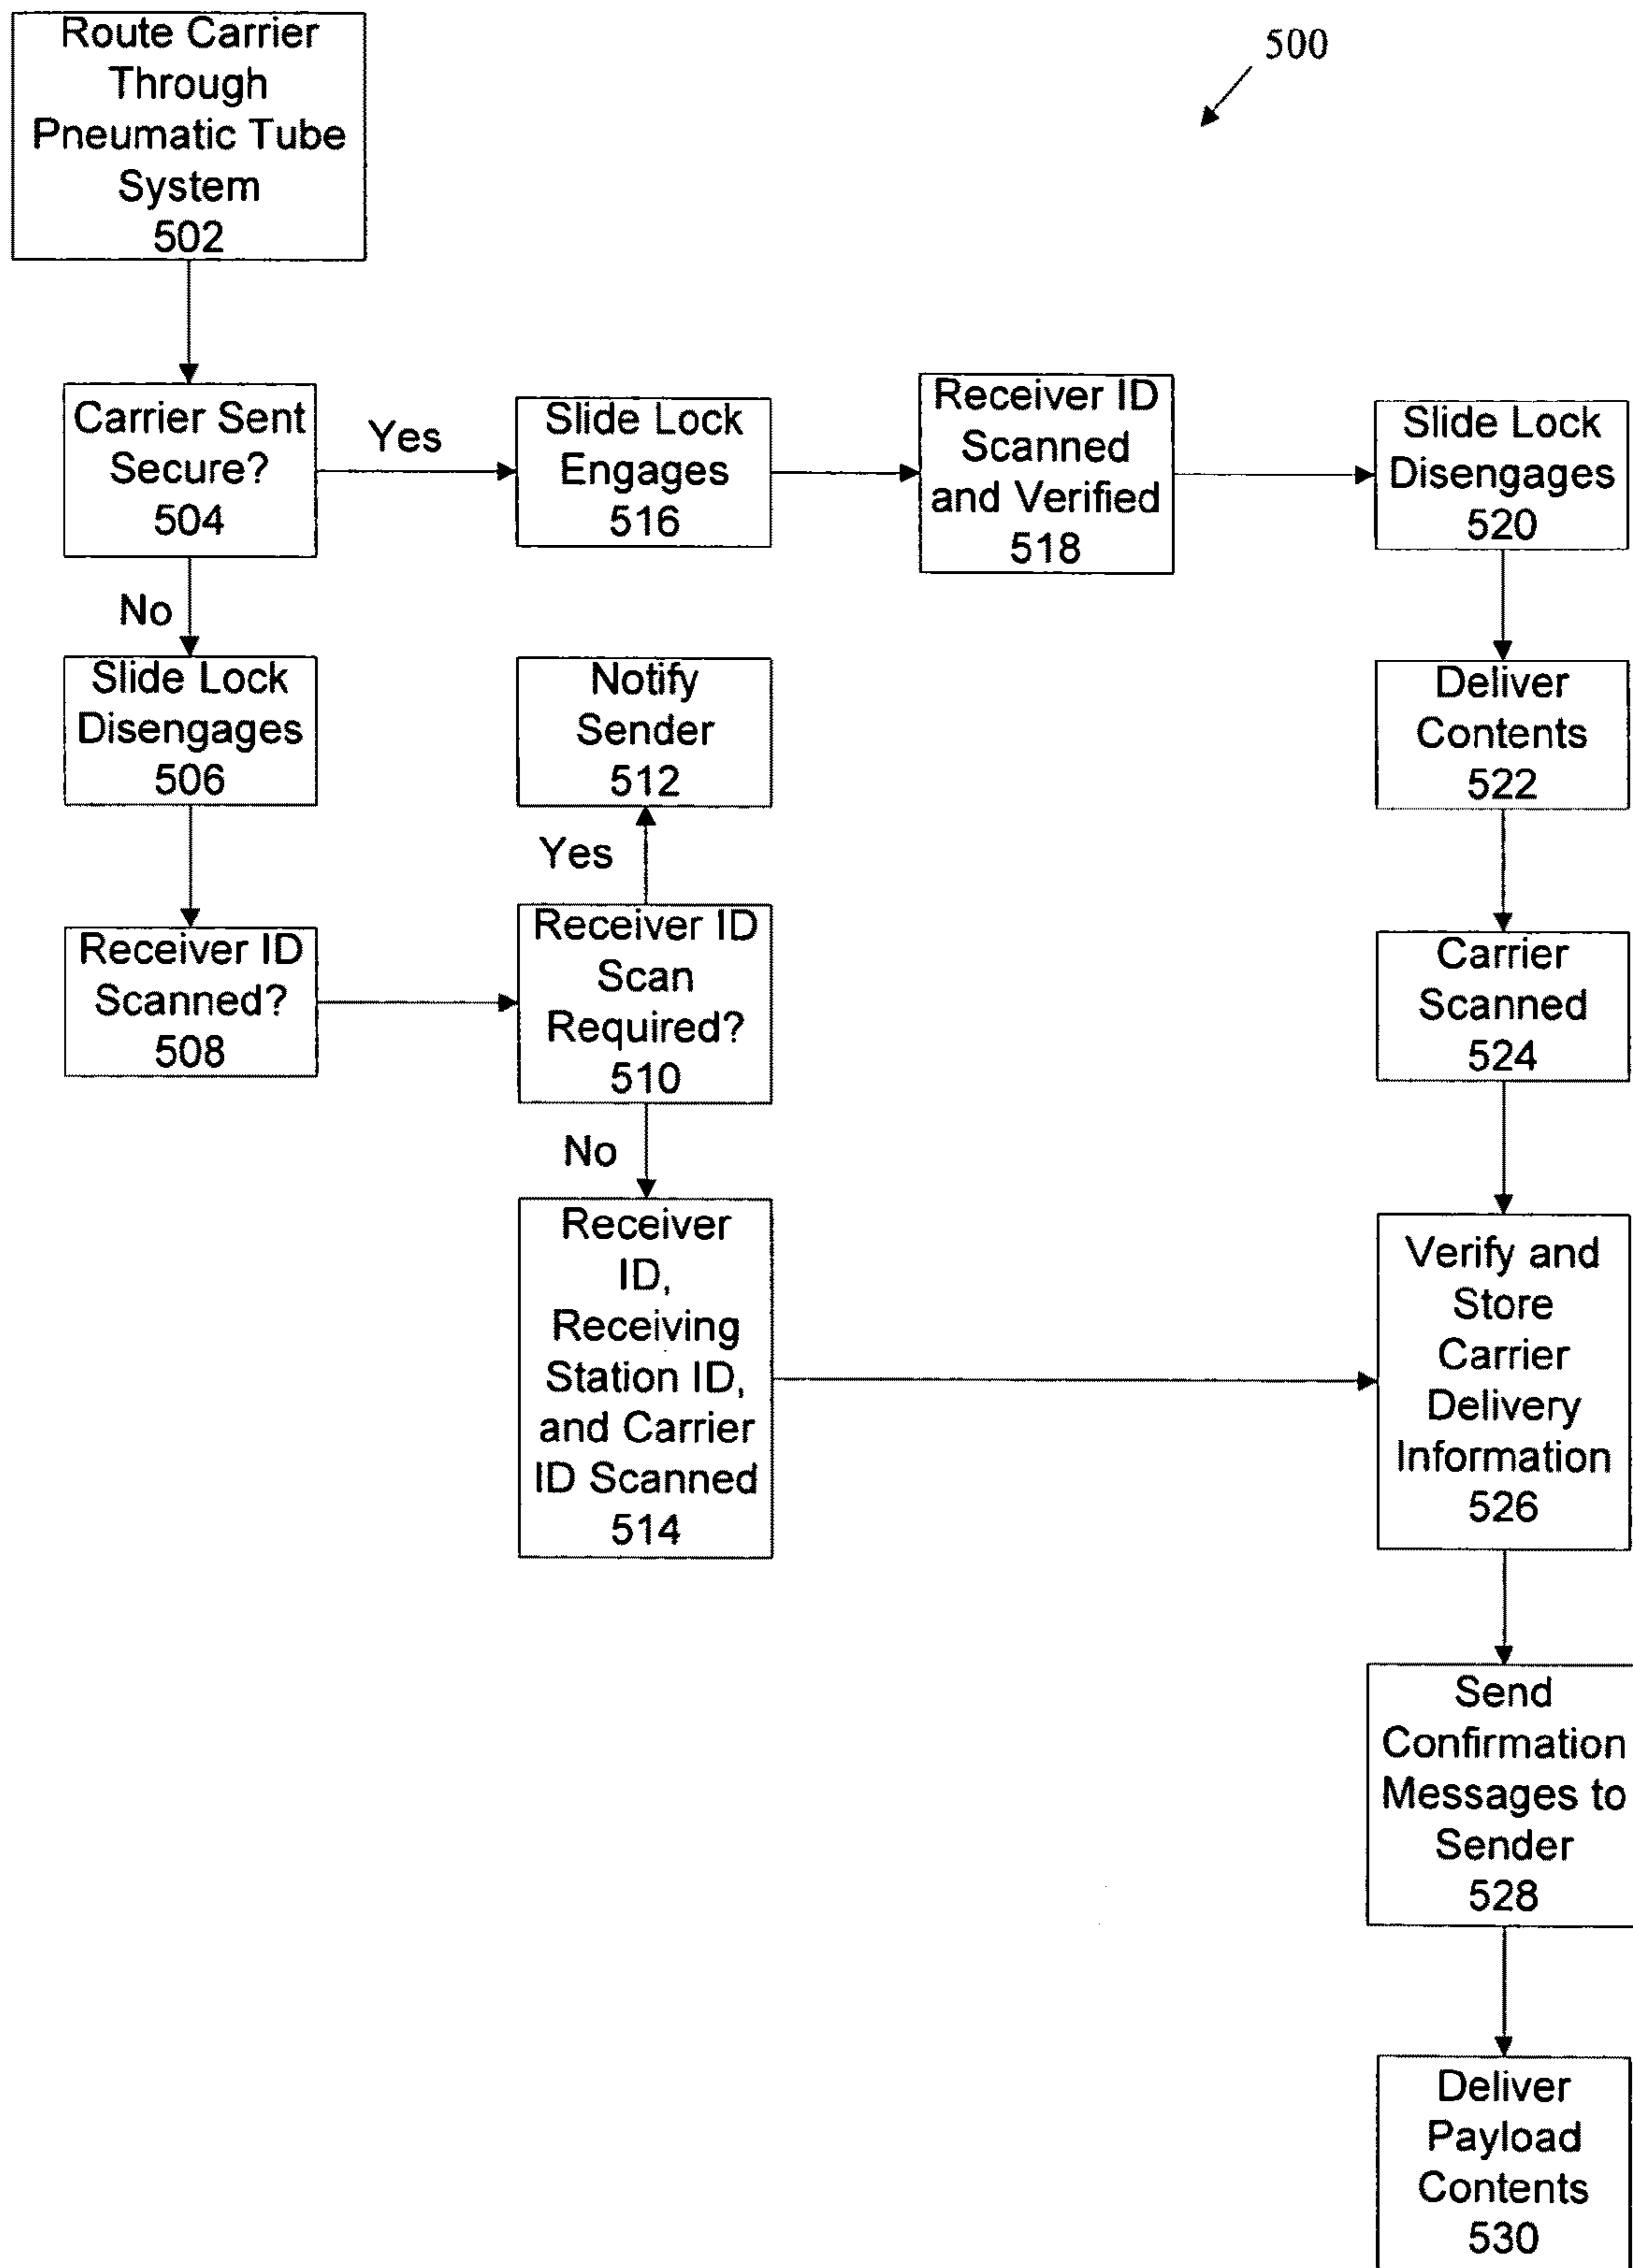 Route Carrier
Through
Pneumatic Tube
System
502
500
Carrier Sent
Secure?
504
Yes
Slide Lock
Engages
516
Receiver ID
Scanned
and Verified
518
Slide Lock
Disengages
520
No
Slide Lock
Disengages
506
Notify
Sender
512
Deliver
Contents
522
Yes
Receiver ID
Scanned?
508
Receiver ID
Scan
Required?
510
Carrier
Scanned
524
No
Receiver
ID,
Receiving
Station ID,
and Carrier
ID Scanned
514
Verify and
Store
Carrier
Delivery
Information
526
Send
Confirmation
Messages to
Sender
528
Deliver
Payload
Contents
530